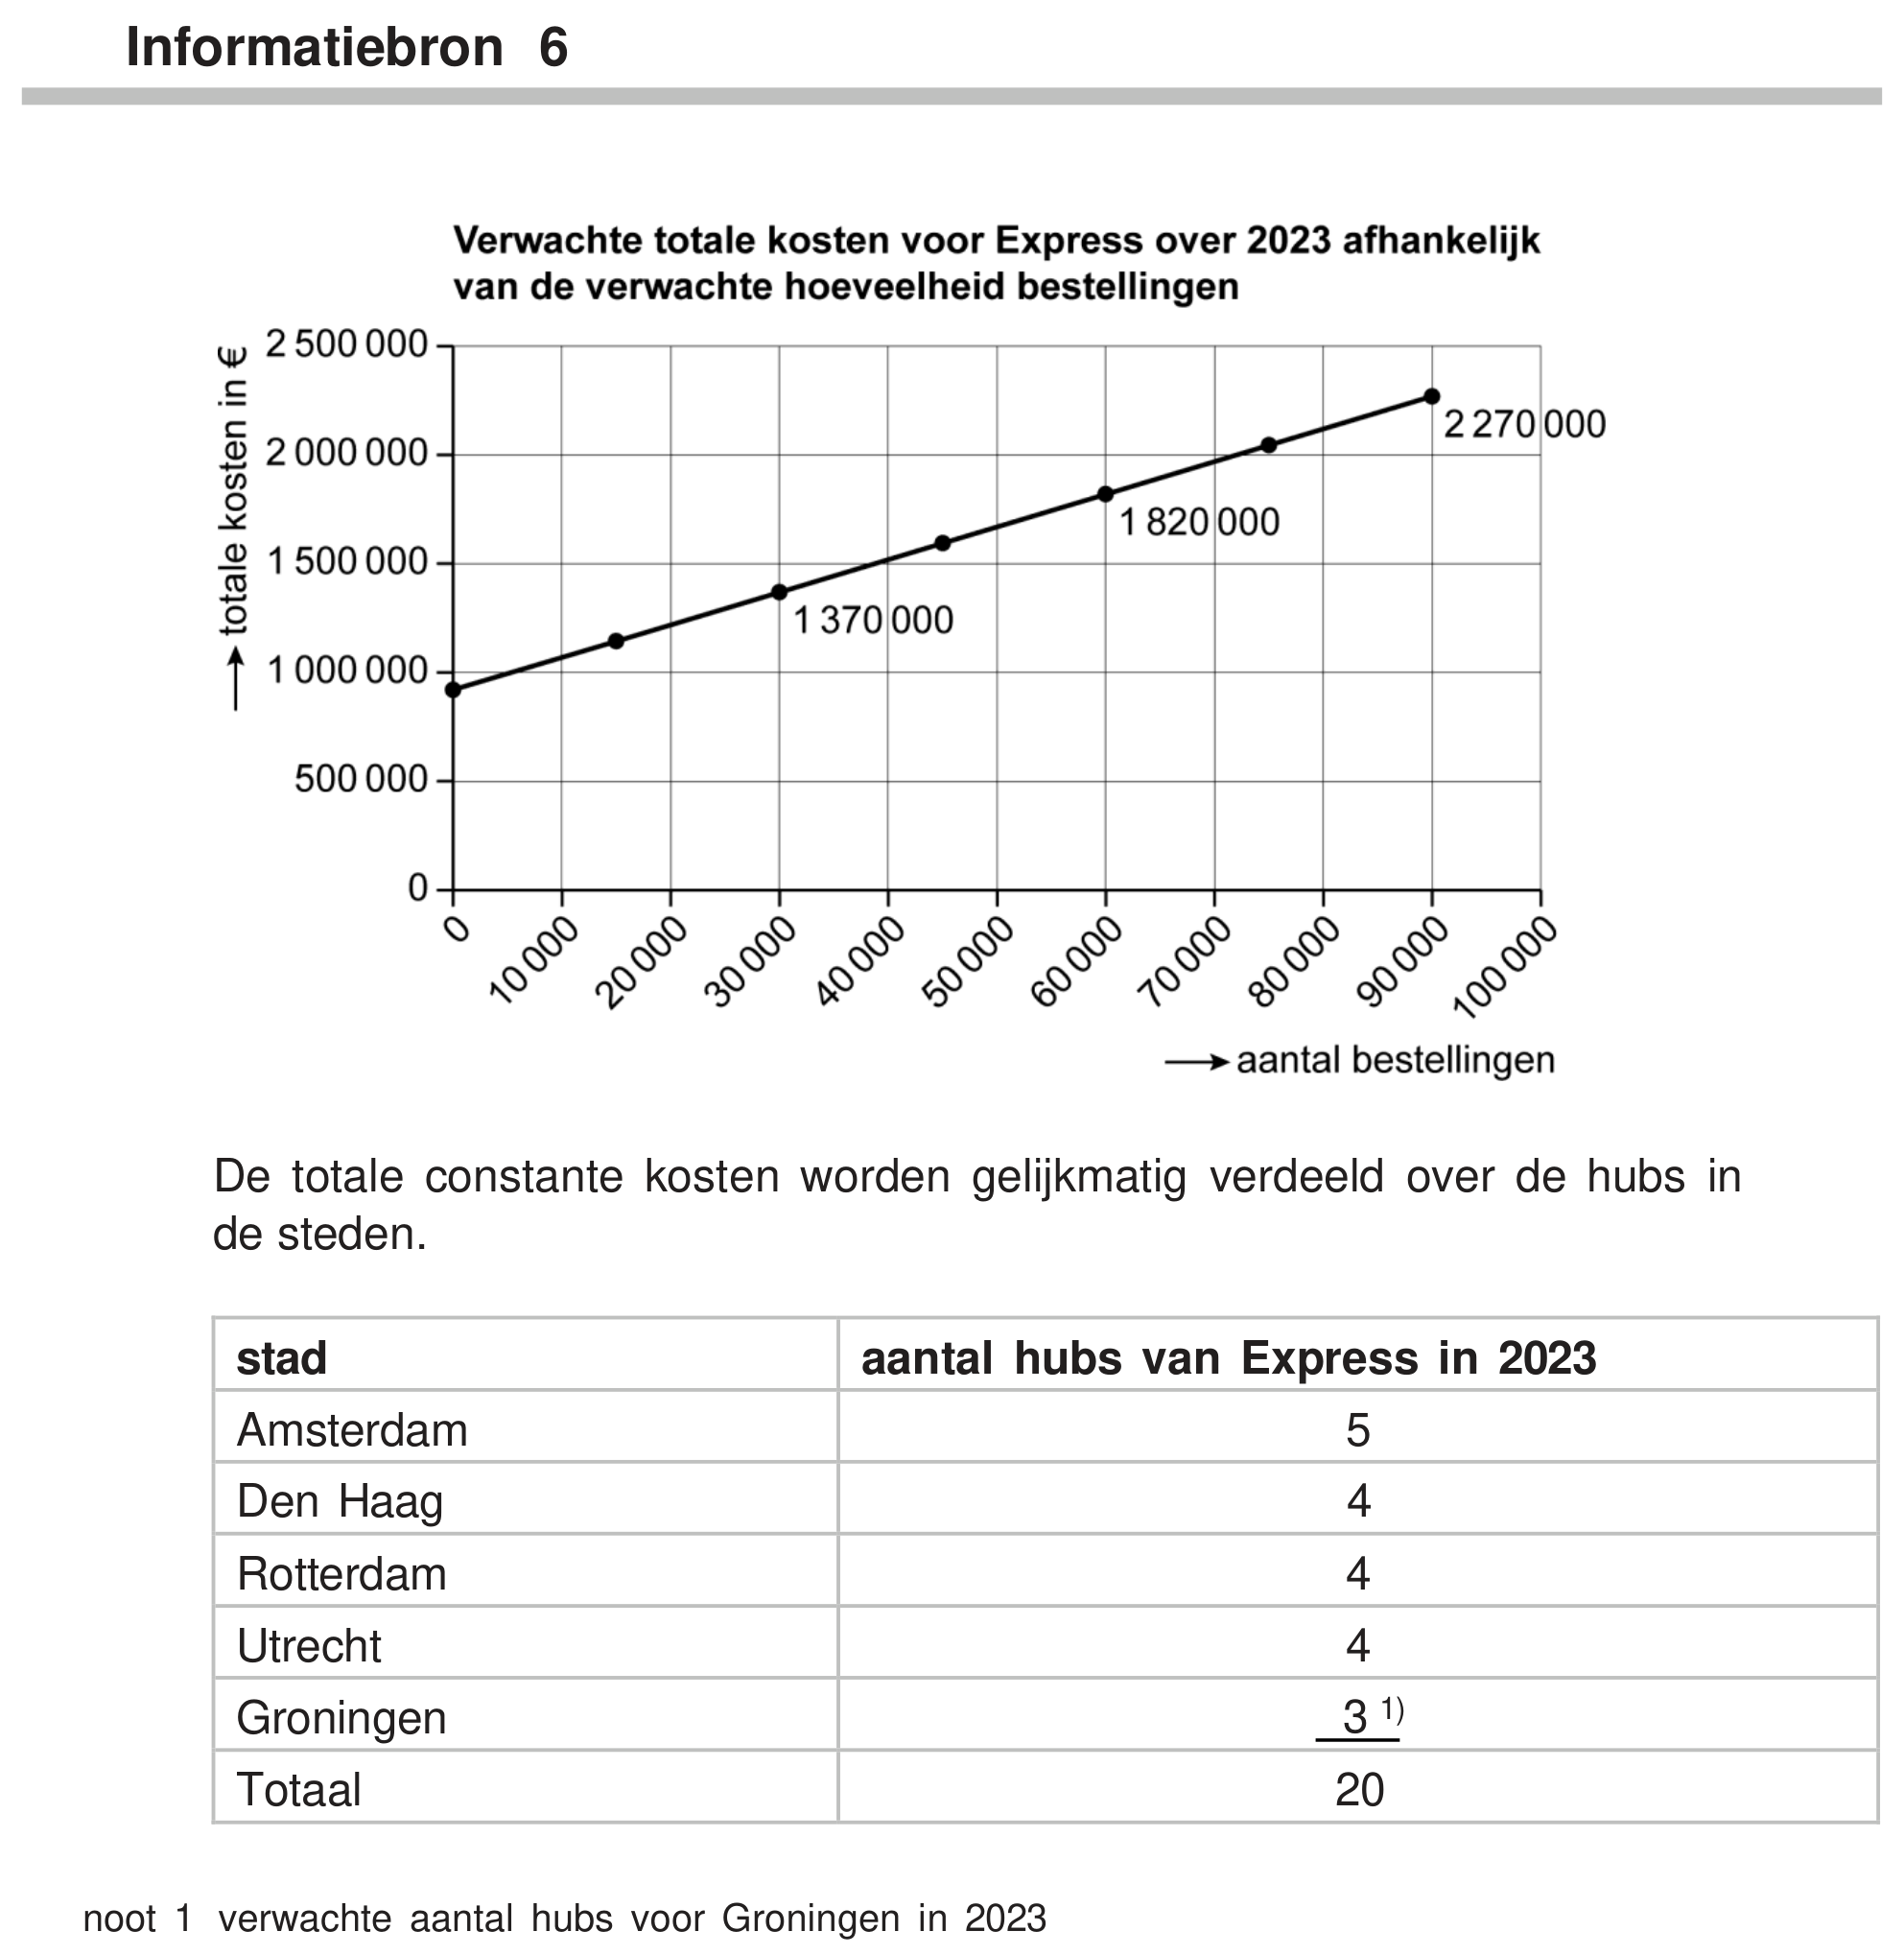 Informatiebron 6
Verwachte totale kosten voor Express over 2023 afhankelijk
van de verwachte hoeveelheid bestellingen
totale kosten in €
2 500 000
2 000 000
1 500 000
1 000 000
500 000
0
2 270 000
1 820 000
1 370 000
0
10 000
20 000
30 000
40 000
50 000
60 000
70 000
80 000
90 000
100 000
aantal bestellingen
De totale constante kosten worden gelijkmatig verdeeld over de hubs in
de steden.
stad aantal hubs van Express in 2023
Amsterdam 5
Den Haag 4
Rotterdam 4
Utrecht 4
Groningen 3 1)
Totaal 20
noot 1 verwachte aantal hubs voor Groningen in 2023